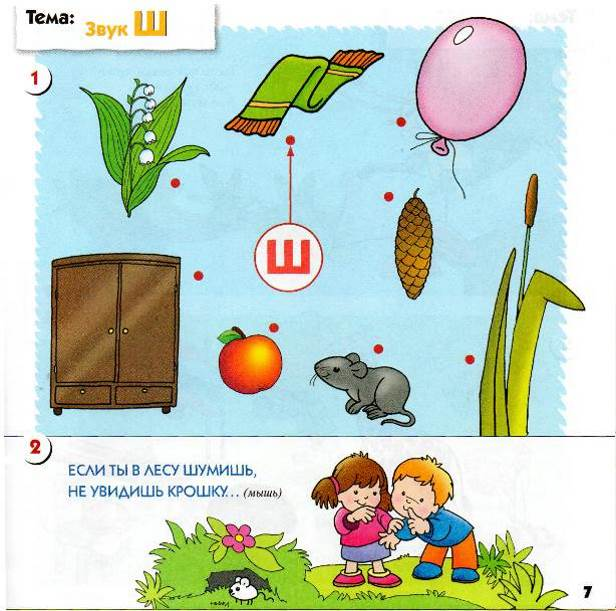 Тема:
Звук Ш
1
Ш
2
ЕСЛИ ТЫ В ЛЕСУ ШУМИШЬ,
НЕ УВИДИШЬ КРОШКУ... (мышь)
7